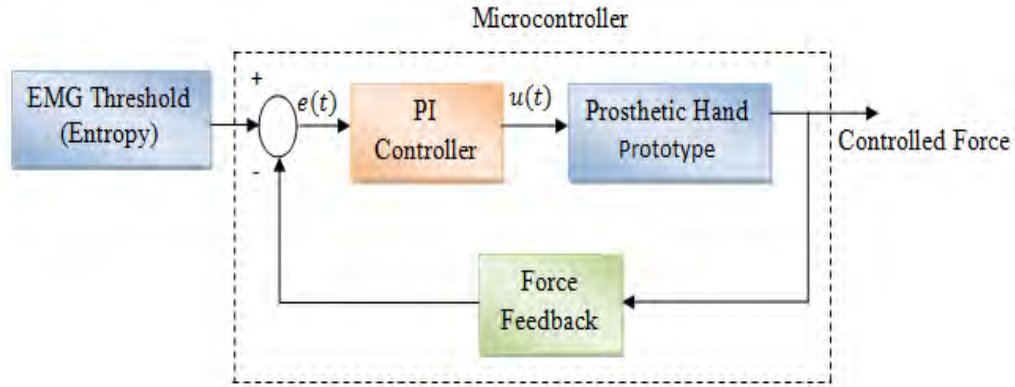 Microcontroller
EMG Threshold
(Entropy)
+
-
e(t)
PI
Controller
u(t)
Prosthetic Hand
Prototype
Controlled Force
Force
Feedback